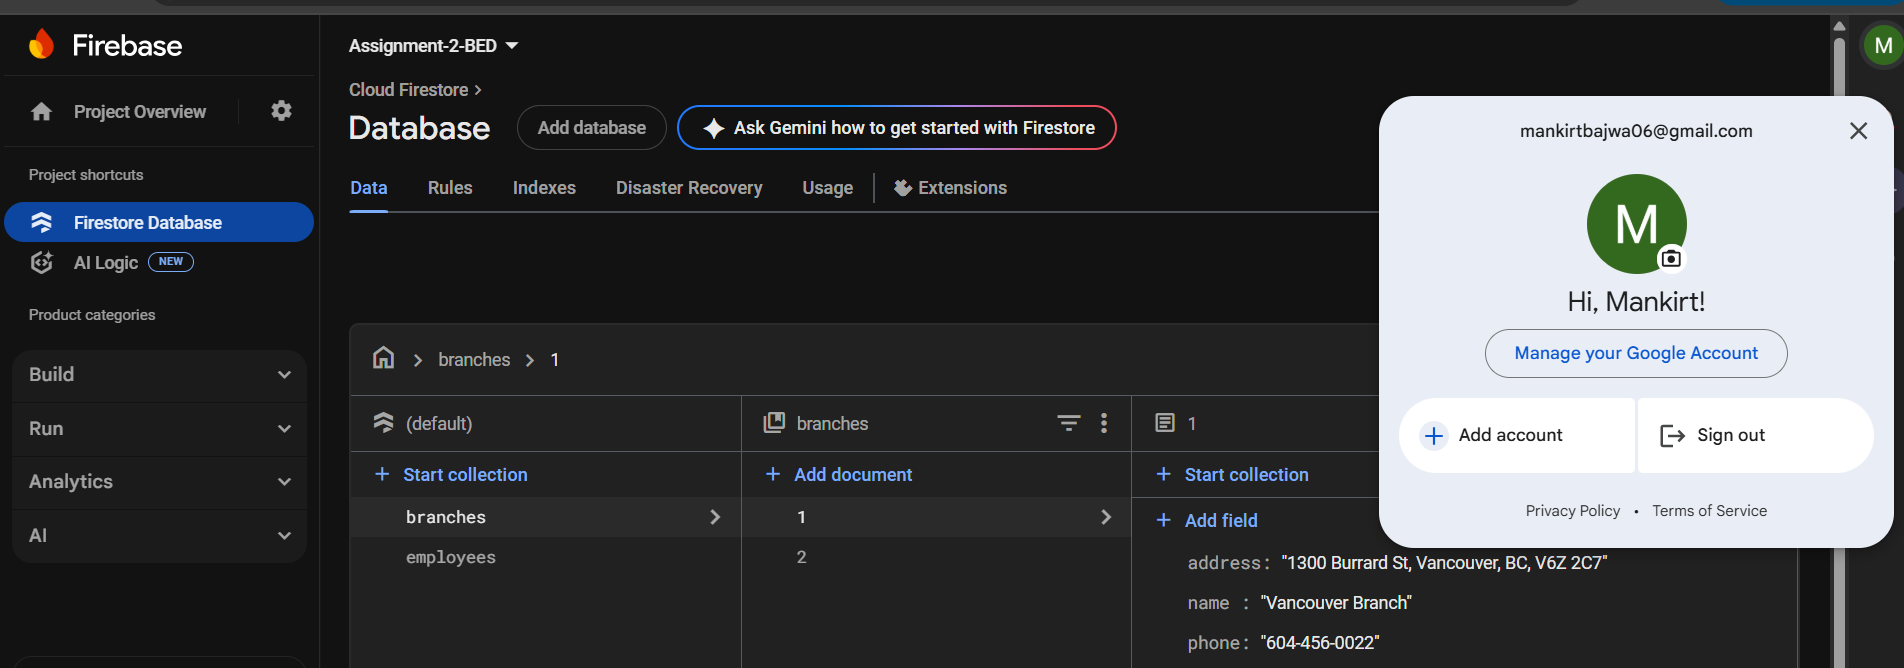 Firebase
Project Overview
Project shortcuts
Firestore Database
AI Logic NEW
Product categories
Build
Run
Analytics
AI
Assignment-2-BED
Cloud Firestore
Database
Add database
Ask Gemini how to get started with Firestore
Data Rules Indexes Disaster Recovery Usage Extensions
branches 1
(default)
Start collection
branches
employees
branches
Add document
1
2
1
Start collection
Add field
address: "1300 Burrard St, Vancouver, BC, V6Z 2C7"
name : "Vancouver Branch"
phone: "604-456-0022"
M
mankirtbajwa06@gmail.com
M
Hi, Mankirt!
Manage your Google Account
Add account
Sign out
Privacy Policy • Terms of Service